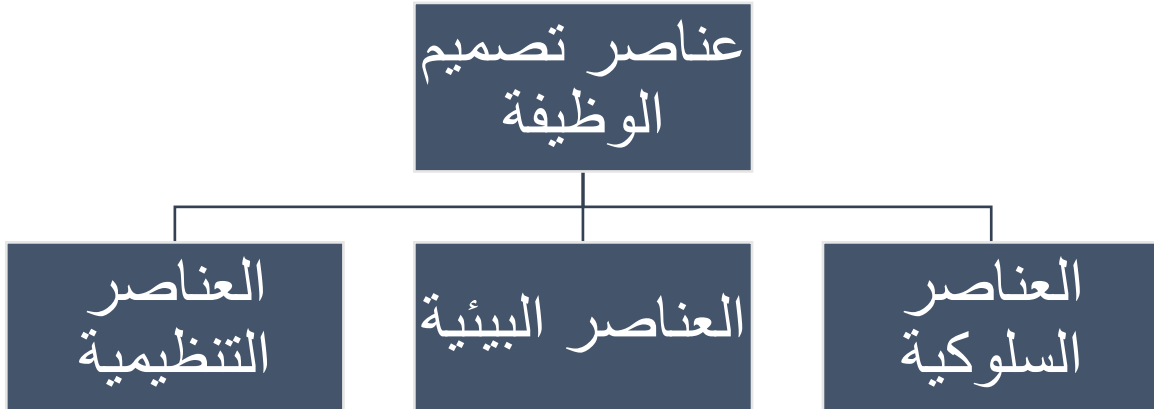 عناصر تصميم
الوظيفة
العناصر
السلوكية
العناصر البيئية
العناصر
التنظيمية